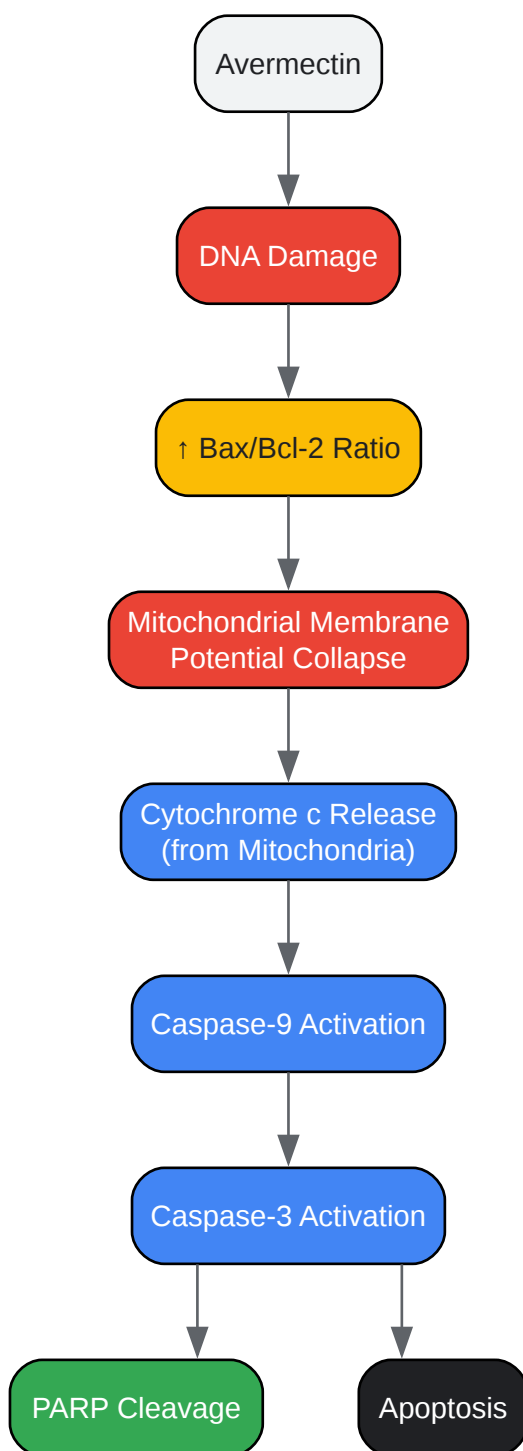 Avermectin
DNA Damage
↑ Bax/Bcl-2 Ratio
Mitochondrial Membrane
Potential Collapse
Cytochrome c Release
(from Mitochondria)
Caspase-9 Activation
Caspase-3 Activation
PARP Cleavage
Apoptosis